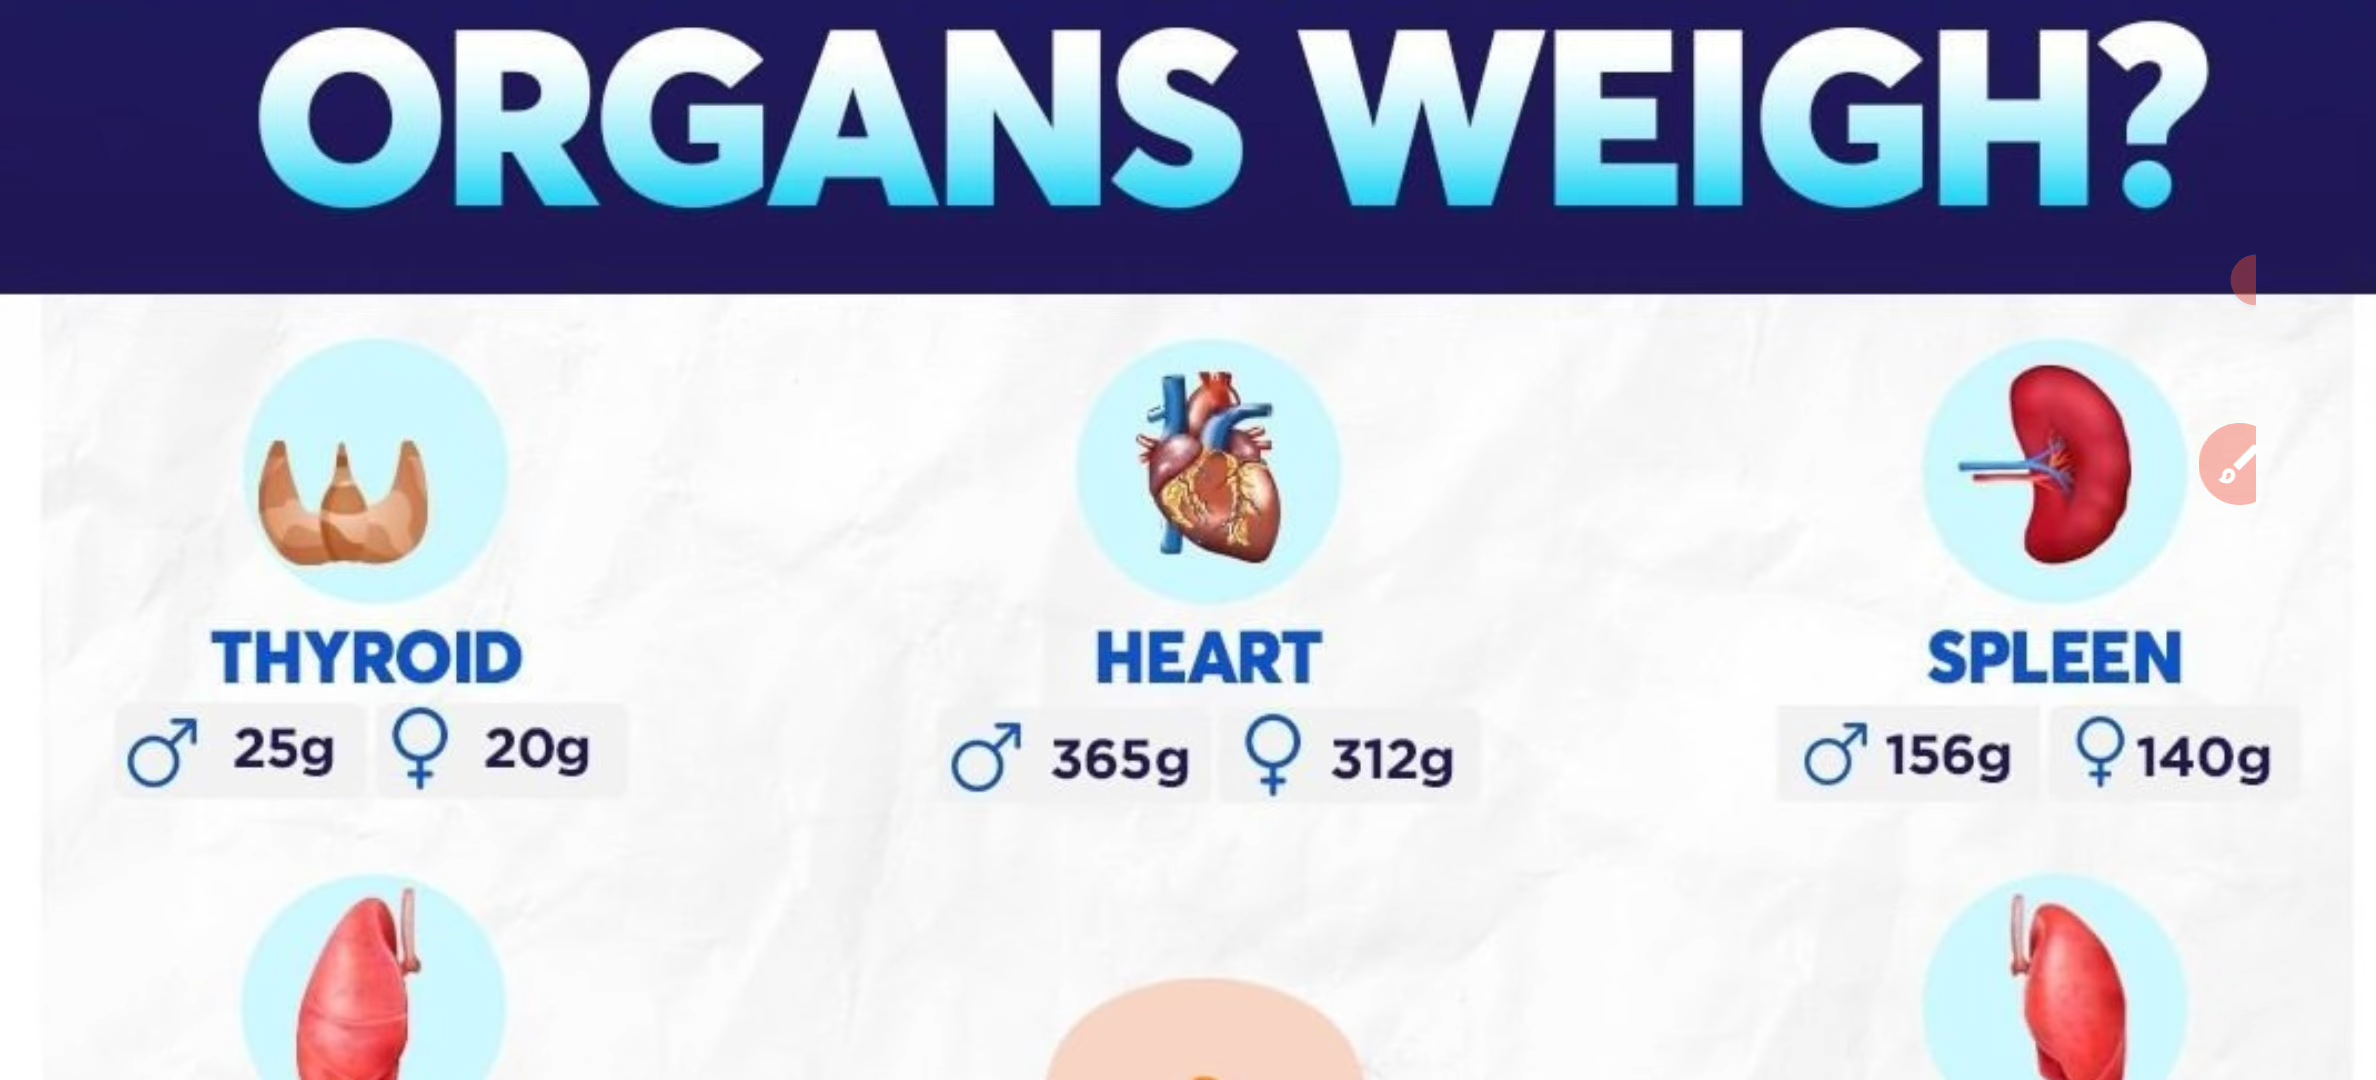 ORGANS WEIGH?
THYROID
♂ 25g ♀ 20g
HEART
♂ 365g ♀ 312g
SPLEEN
♂ 156g ♀ 140g